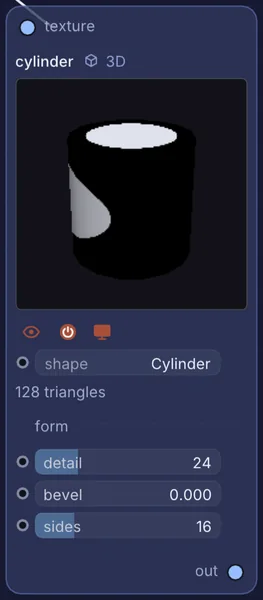 texture
cylinder 3D
shape Cylinder
128 triangles
form
detail 24
bevel 0.000
sides 16
out